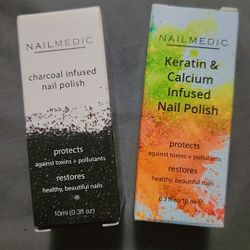 NAILMEDIC
charcoal infused
nail polish
protects
against toxins + pollutants
restores
healthy, beautiful nails
10ml (0.3fl oz)
NAILMEDIC
Keratin &
Calcium
Infused
Nail Polish
protects
against toxins + pollutants
restores
healthy, beautiful nails